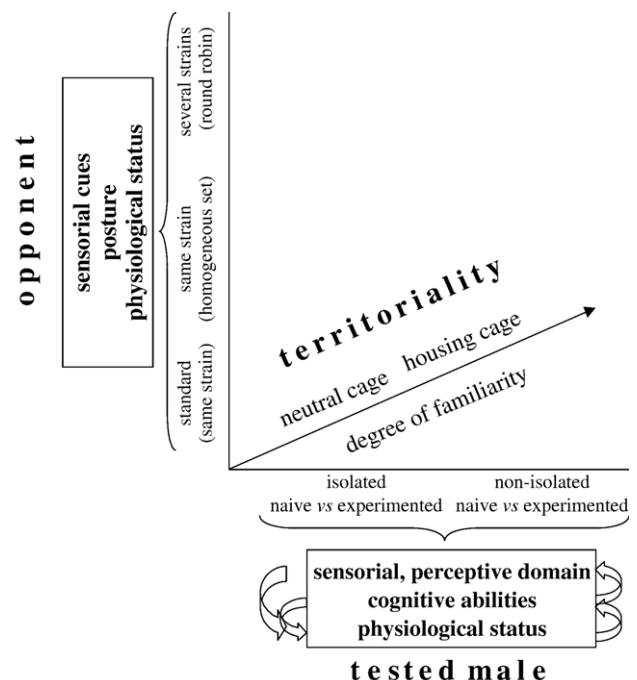 opponent
sensorial cues
posture
physiological status
several strains
(round robin)
same strain
(homogeneous set)
standard
(same strain)
territoriality
neutral cage housing cage
degree of familiarity
isolated
naive vs experimented
non-isolated
naive vs experimented
sensorial, perceptive domain
cognitive abilities
physiological status
tested male